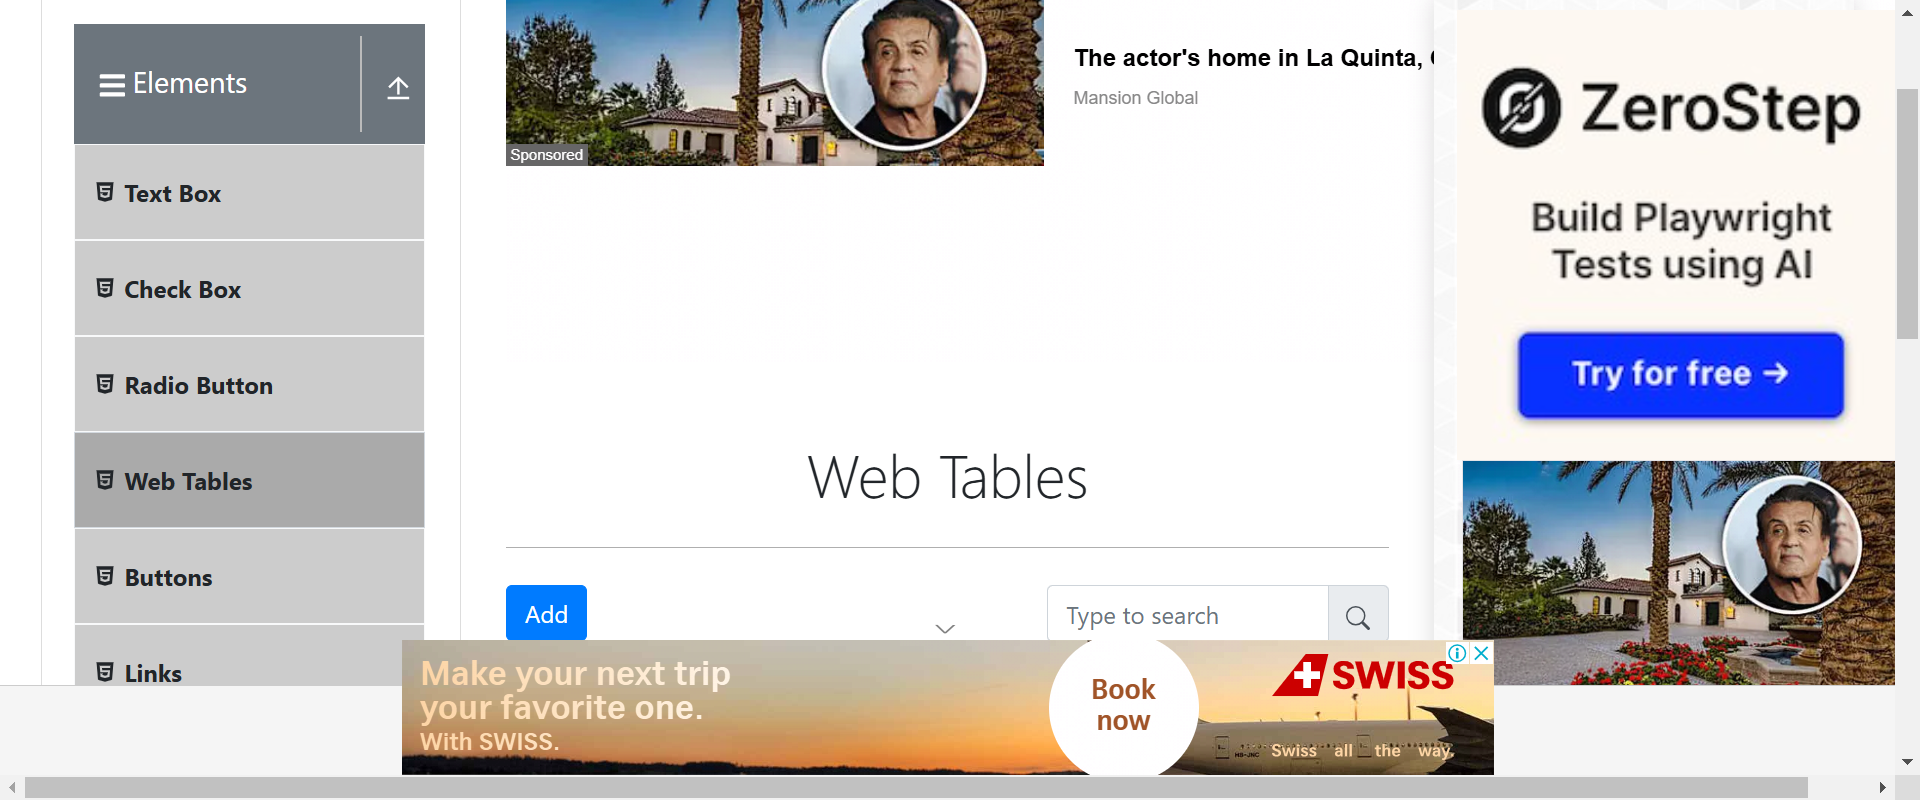 Elements
Text Box
Check Box
Radio Button
Web Tables
Buttons
Links
Sponsored
The actor's home in La Quinta,
Mansion Global
Web Tables
Add
Type to search
ZeroStep
Build Playwright
Tests using AI
Try for free →
Make your next trip
your favorite one.
With SWISS.
Book
now
SWISS
Swiss all the way.